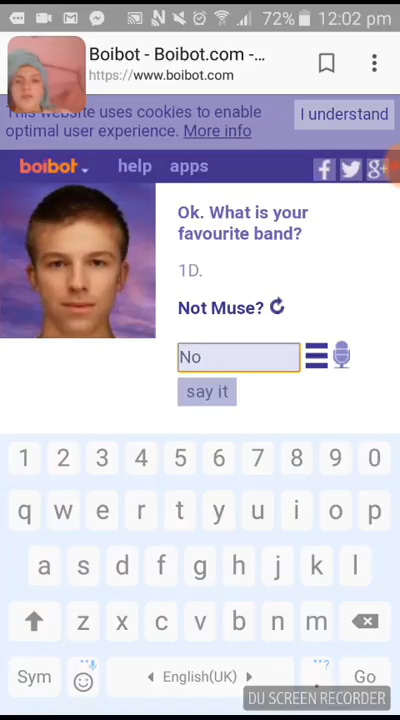 72% 12:02 pm
Boibot - Boibot.com -...
https://www.boibot.com
This website uses cookies to enable
optimal user experience. More info
I understand
boibot help apps
f 8+
Ok. What is your
favourite band?
1D.
Not Muse?
No
say it
1 2 3 4 5 6 7 8 9 0
q w e r t y u i o p
a s d f g h j k l
z x c v b n m
Sym English(UK) Go
DU SCREEN RECORDER